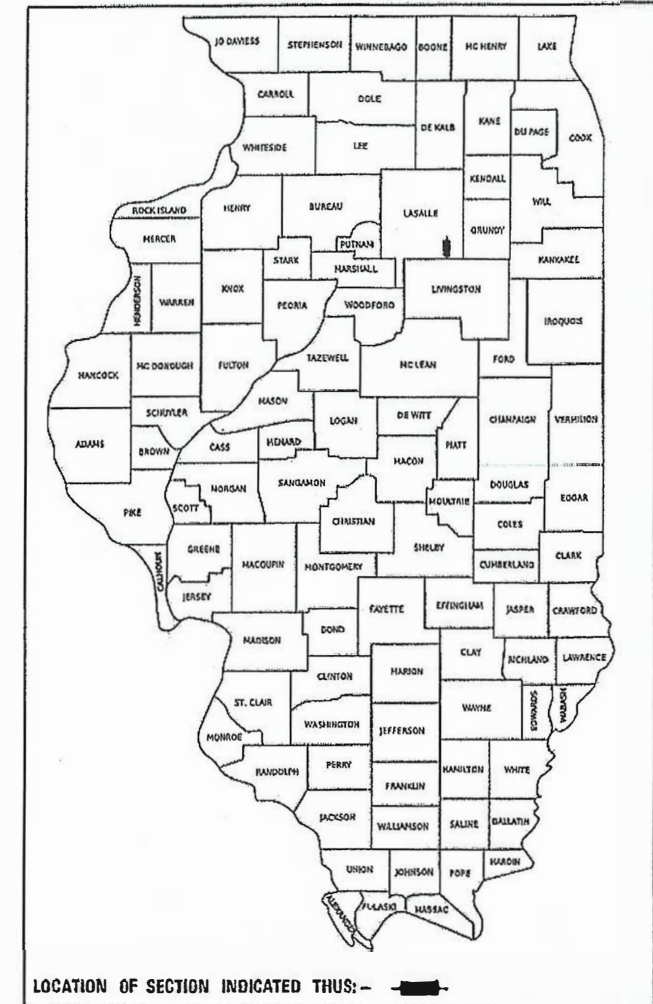 JO DAVIESS STEPHENSON WINNEBAGO BOONE MC HENRY LAKE
CARROLL OGLE
DE KALB KANE DU PAGE COOK
WHITESIDE LEE
KENDALL
ROCK ISLAND HENRY BUREAU LASALLE WILL
MERCER PUTNAM GRUNDY
STARK MARSHALL KANKAKEE
HENDERSON WARREN KNOX PEORIA WOODFORD LIVINGSTON IROQUOIS
HANCOCK MC DONOUGH FULTON TAZEWELL MC LEAN FORD
SCHUYLER MASON LOGAN DE WITT CHAMPAIGN VERMILION
ADAMS BROWN CASS MENARD MACON PIATT
PIKE SCOTT MORGAN SANGAMON MOULTRIE DOUGLAS EDGAR
CHRISTIAN COLES
GREENE MACOUPIN MONTGOMERY SHELBY CUMBERLAND CLARK
CALHOUN JERSEY
FAYETTE EFFINGHAM JASPER CRAWFORD
MADISON BOND
CLINTON MARION CLAY RICHLAND LAWRENCE
ST. CLAIR WAYNE EDWARDS WABASH
MONROE WASHINGTON JEFFERSON
RANDOLPH PERRY FRANKLIN HAMILTON WHITE
JACKSON WILLIAMSON SALINE GALLATIN
UNION JOHNSON POPE HARDIN
ALEXANDER PULASKI MASSAC
LOCATION OF SECTION INDICATED THUS:-